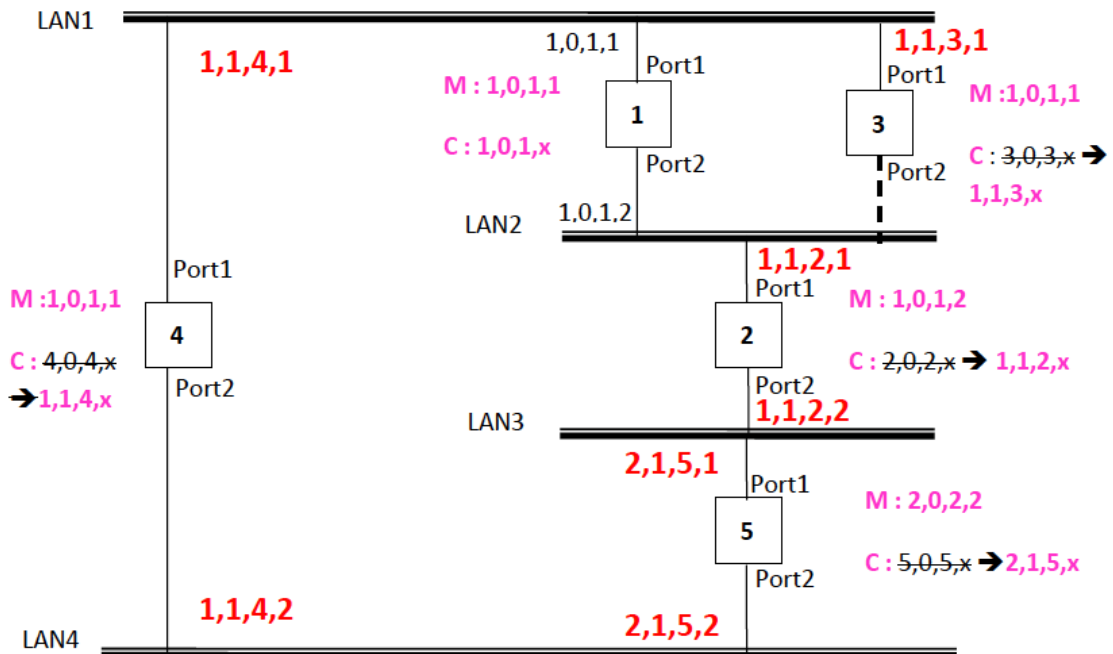 LAN1
1,1,4,1
1,0,1,1
Port1
1,1,3,1
Port1
M : 1,0,1,1
1
C : 1,0,1,x
Port2
3
M :1,0,1,1
C : 3,0,3,x ➔
1,1,3,x
Port2
1,0,1,2
LAN2
1,1,2,1
Port1
M : 1,0,1,2
2
C : 2,0,2,x ➔ 1,1,2,x
Port2
1,1,2,2
Port1
M :1,0,1,1
4
C : 4,0,4,x
➔1,1,4,x
Port2
LAN3
2,1,5,1
Port1
M : 2,0,2,2
5
C : 5,0,5,x ➔2,1,5,x
Port2
1,1,4,2
2,1,5,2
LAN4